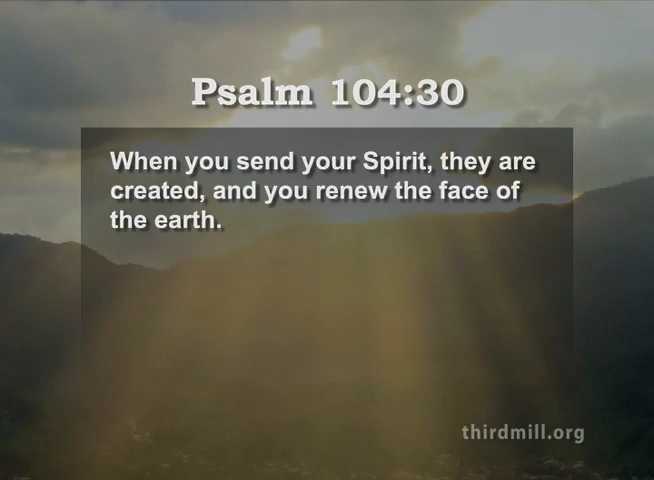 Psalm 104:30
When you send your Spirit, they are
created, and you renew the face of
the earth.
thirdmill.org